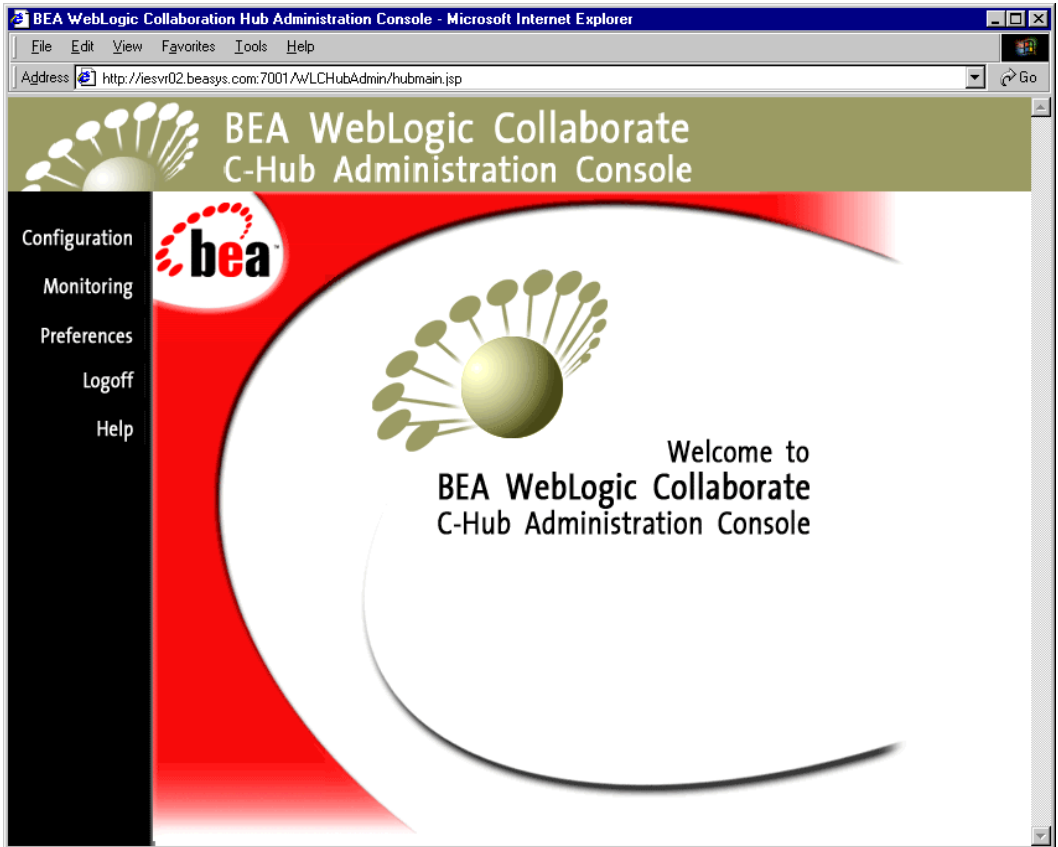 BEA WebLogic Collaboration Hub Administration Console - Microsoft Internet Explorer
File Edit View Favorites Tools Help
Address http://iesvr02.beasys.com:7001/WLCHubAdmin/hubmain.jsp Go
BEA WebLogic Collaborate
C-Hub Administration Console
Configuration
Monitoring
Preferences
Logoff
Help
bea
Welcome to
BEA WebLogic Collaborate
C-Hub Administration Console